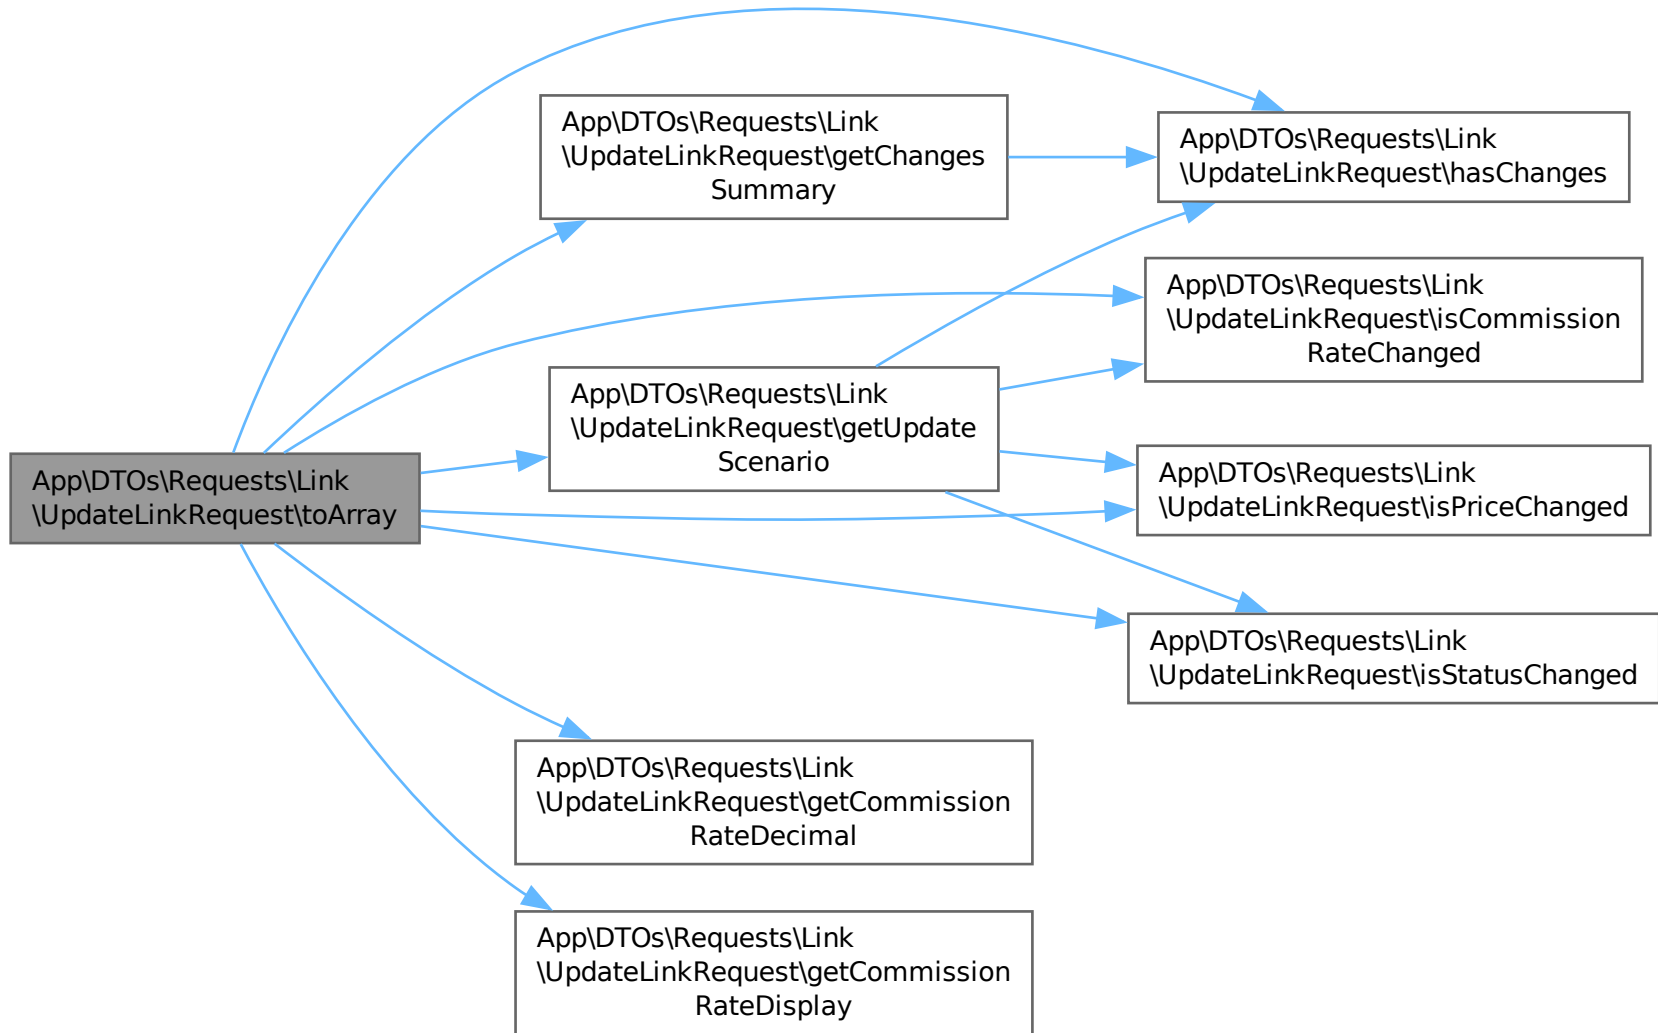 App\DTOs\Requests\Link
\UpdateLinkRequest\toArray
App\DTOs\Requests\Link
\UpdateLinkRequest\getChanges
Summary
App\DTOs\Requests\Link
\UpdateLinkRequest\hasChanges
App\DTOs\Requests\Link
\UpdateLinkRequest\isCommission
RateChanged
App\DTOs\Requests\Link
\UpdateLinkRequest\getUpdate
Scenario
App\DTOs\Requests\Link
\UpdateLinkRequest\isPriceChanged
App\DTOs\Requests\Link
\UpdateLinkRequest\isStatusChanged
App\DTOs\Requests\Link
\UpdateLinkRequest\getCommission
RateDecimal
App\DTOs\Requests\Link
\UpdateLinkRequest\getCommission
RateDisplay